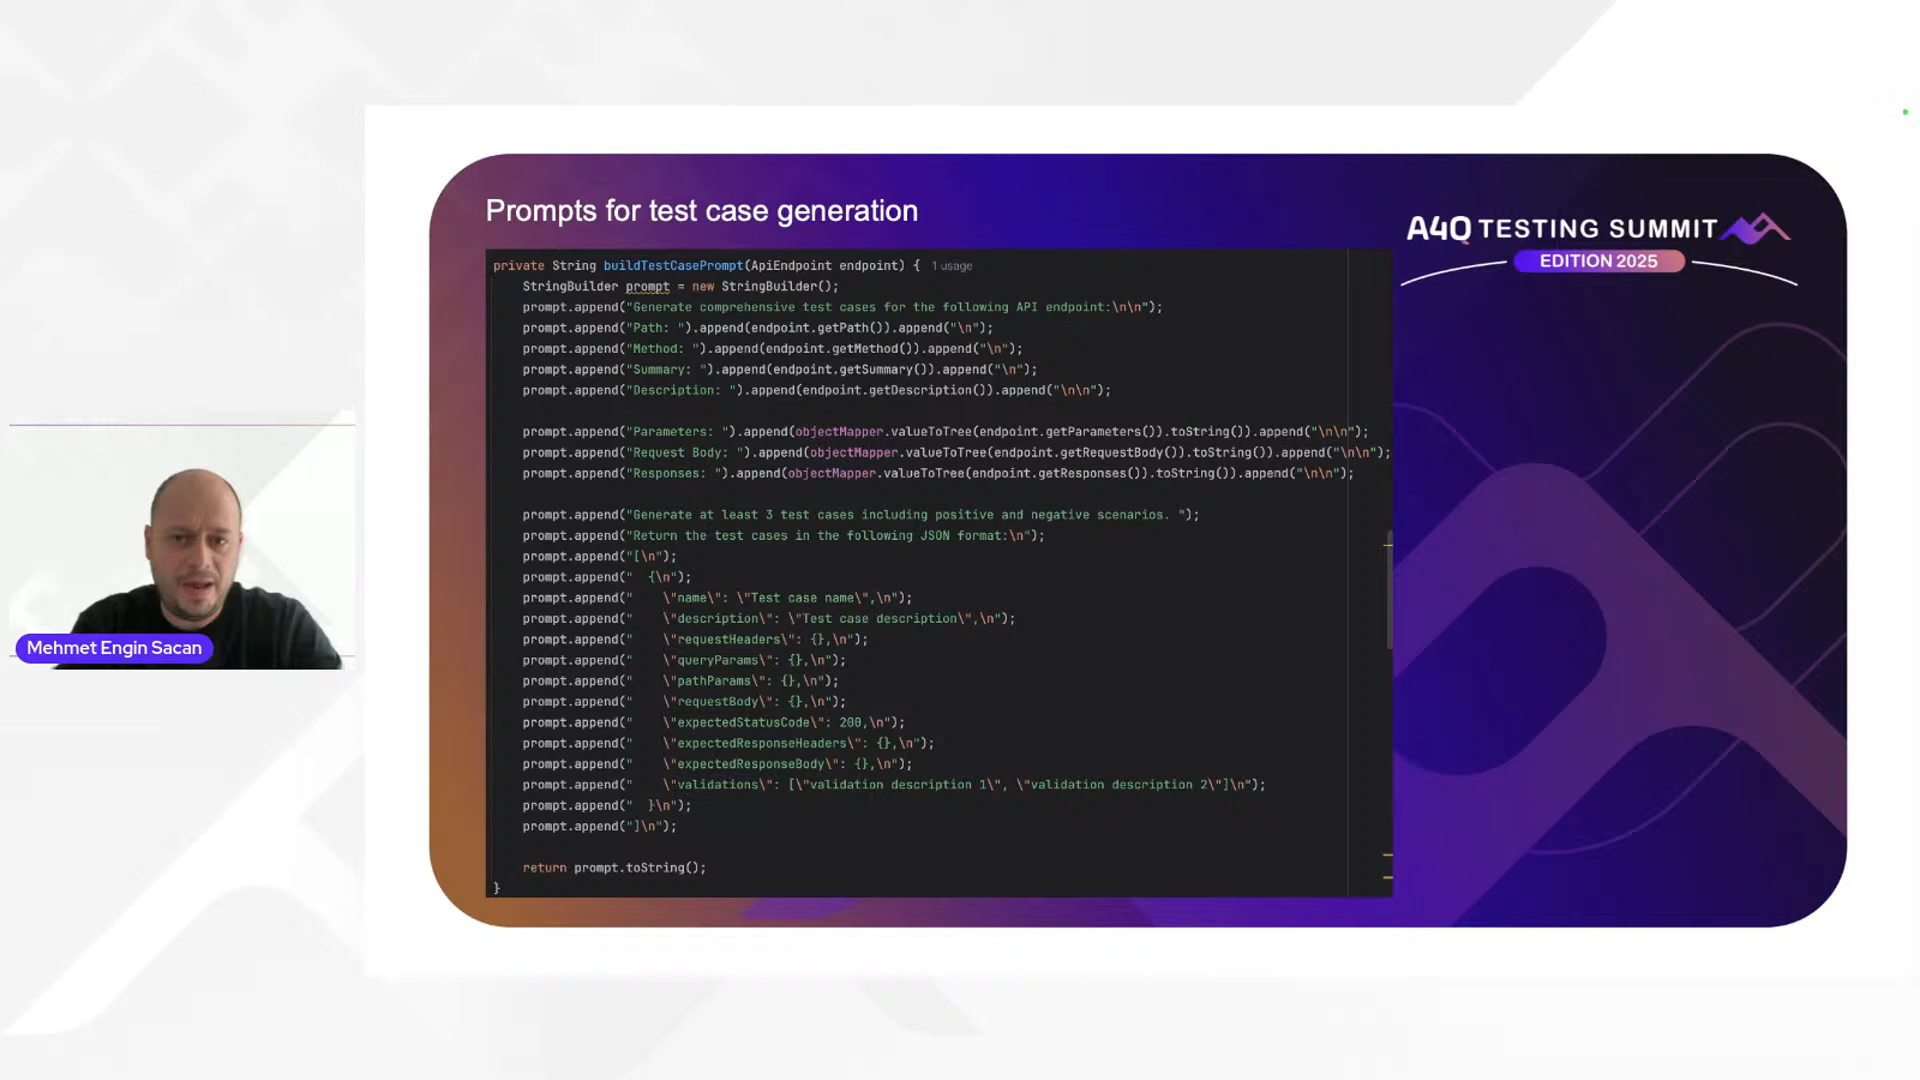 Prompts for test case generation
A4Q TESTING SUMMIT
EDITION 2025
private String buildTestCasePrompt(ApiEndpoint endpoint) { 1 usage
StringBuilder prompt = new StringBuilder();
prompt.append("Generate comprehensive test cases for the following API endpoint:\n\n");
prompt.append("Path: ").append(endpoint.getPath()).append("\n");
prompt.append("Method: ").append(endpoint.getMethod()).append("\n");
prompt.append("Summary: ").append(endpoint.getSummary()).append("\n");
prompt.append("Description: ").append(endpoint.getDescription()).append("\n\n");
prompt.append("Parameters: ").append(objectMapper.valueToTree(endpoint.getParameters()).toString()).append("\n\n");
prompt.append("Request Body: ").append(objectMapper.valueToTree(endpoint.getRequestBody()).toString()).append("\n\n");
prompt.append("Responses: ").append(objectMapper.valueToTree(endpoint.getResponses()).toString()).append("\n\n");
prompt.append("Generate at least 3 test cases including positive and negative scenarios. ");
prompt.append("Return the test cases in the following JSON format:\n");
prompt.append("[\n");
prompt.append("  {\n");
prompt.append("    \"name\": \"Test case name\",\n");
prompt.append("    \"description\": \"Test case description\",\n");
prompt.append("    \"requestHeaders\": {},\n");
prompt.append("    \"queryParams\": {},\n");
prompt.append("    \"pathParams\": {},\n");
prompt.append("    \"requestBody\": {},\n");
prompt.append("    \"expectedStatusCode\": 200,\n");
prompt.append("    \"expectedResponseHeaders\": {},\n");
prompt.append("    \"expectedResponseBody\": {},\n");
prompt.append("    \"validations\": [\"validation description 1\", \"validation description 2\"]\n");
prompt.append("  }\n");
prompt.append("]\n");
return prompt.toString();
}
Mehmet Engin Sacan